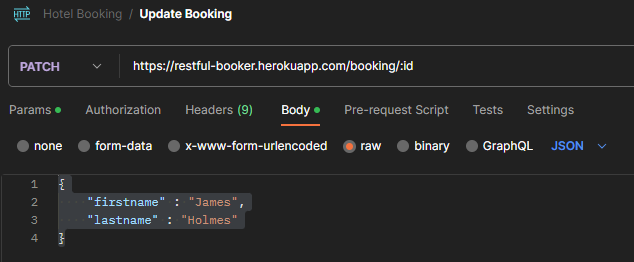 HTTP Hotel Booking / Update Booking
PATCH https://restful-booker.herokuapp.com/booking/:id
Params Authorization Headers (9) Body Pre-request Script Tests Settings
none form-data x-www-form-urlencoded raw binary GraphQL JSON
1 {
2 "firstname" : "James",
3 "lastname" : "Holmes"
4 }